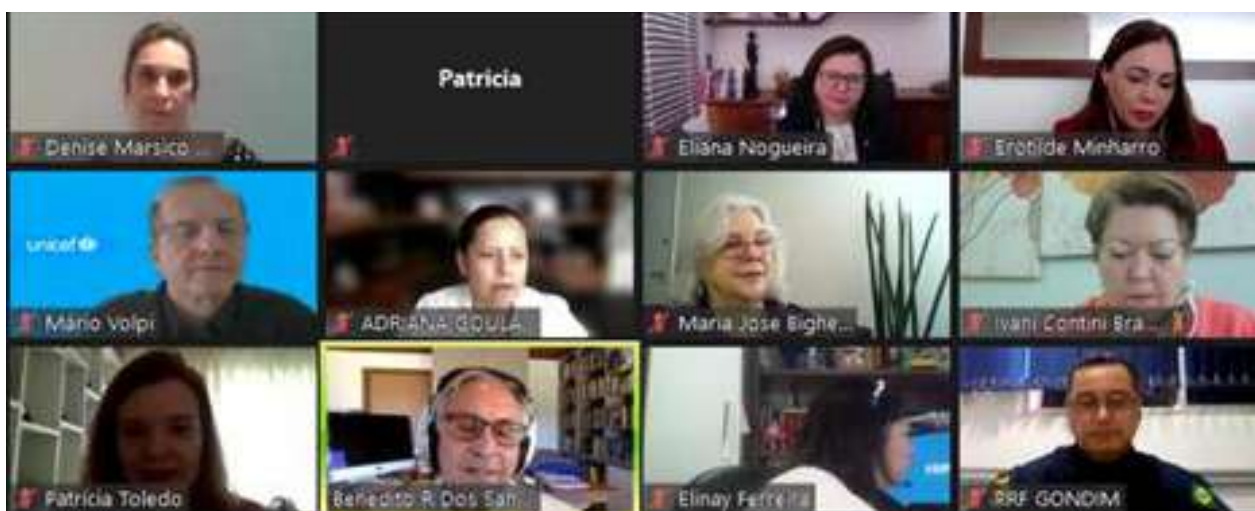 Denise Marsico ...
Patricia
Eliana Nogueira
Erotilde Minharro
unicef
Mario Volpi
ADRIANA GOULA...
Maria Jose Bighe...
Ivani Contini Bra...
Patrícia Toledo
Benedito R Dos San...
Elinay Ferreira
RRF GONDIM